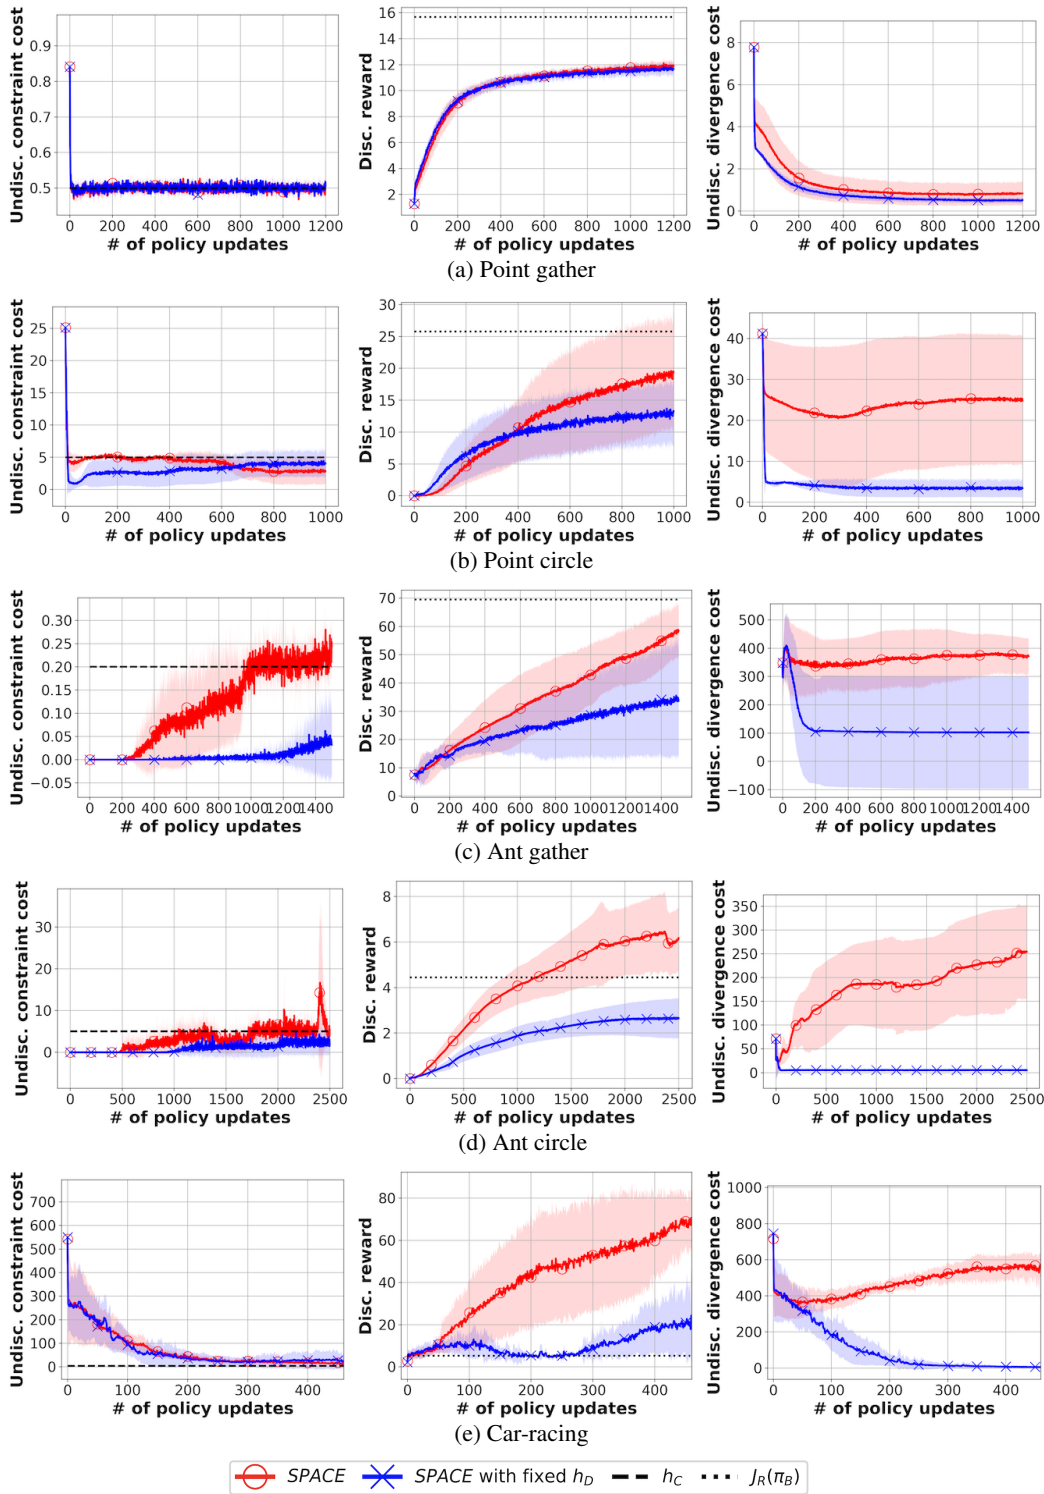 Undisc. constraint cost
0.9
0.8
0.7
0.6
0.5
0 200 400 600 800 1000 1200
# of policy updates
Disc. reward
16
14
12
10
8
6
4
2
0 200 400 600 800 1000 1200
# of policy updates
Undisc. divergence cost
8
6
4
2
0
0 200 400 600 800 1000 1200
# of policy updates
(a) Point gather
Undisc. constraint cost
25
20
15
10
5
0
0 200 400 600 800 1000
# of policy updates
Disc. reward
30
25
20
15
10
5
0
0 200 400 600 800 1000
# of policy updates
Undisc. divergence cost
40
30
20
10
0
0 200 400 600 800 1000
# of policy updates
(b) Point circle
Undisc. constraint cost
0.30
0.25
0.20
0.15
0.10
0.05
0.00
−0.05
0 200 400 600 800 1000 1200 1400
# of policy updates
Disc. reward
70
60
50
40
30
20
10
0
0 200 400 600 800 1000 1200 1400
# of policy updates
Undisc. divergence cost
500
400
300
200
100
0
−100
0 200 400 600 800 1000 1200 1400
# of policy updates
(c) Ant gather
Undisc. constraint cost
30
20
10
0
0 500 1000 1500 2000 2500
# of policy updates
Disc. reward
8
6
4
2
0
0 500 1000 1500 2000 2500
# of policy updates
Undisc. divergence cost
350
300
250
200
150
100
50
0
0 500 1000 1500 2000 2500
# of policy updates
(d) Ant circle
Undisc. constraint cost
700
600
500
400
300
200
100
0
0 100 200 300 400
# of policy updates
Disc. reward
80
60
40
20
0
0 100 200 300 400
# of policy updates
Undisc. divergence cost
1000
800
600
400
200
0
0 100 200 300 400
# of policy updates
(e) Car-racing
SPACE SPACE with fixed h_D h_C J_R(π_B)